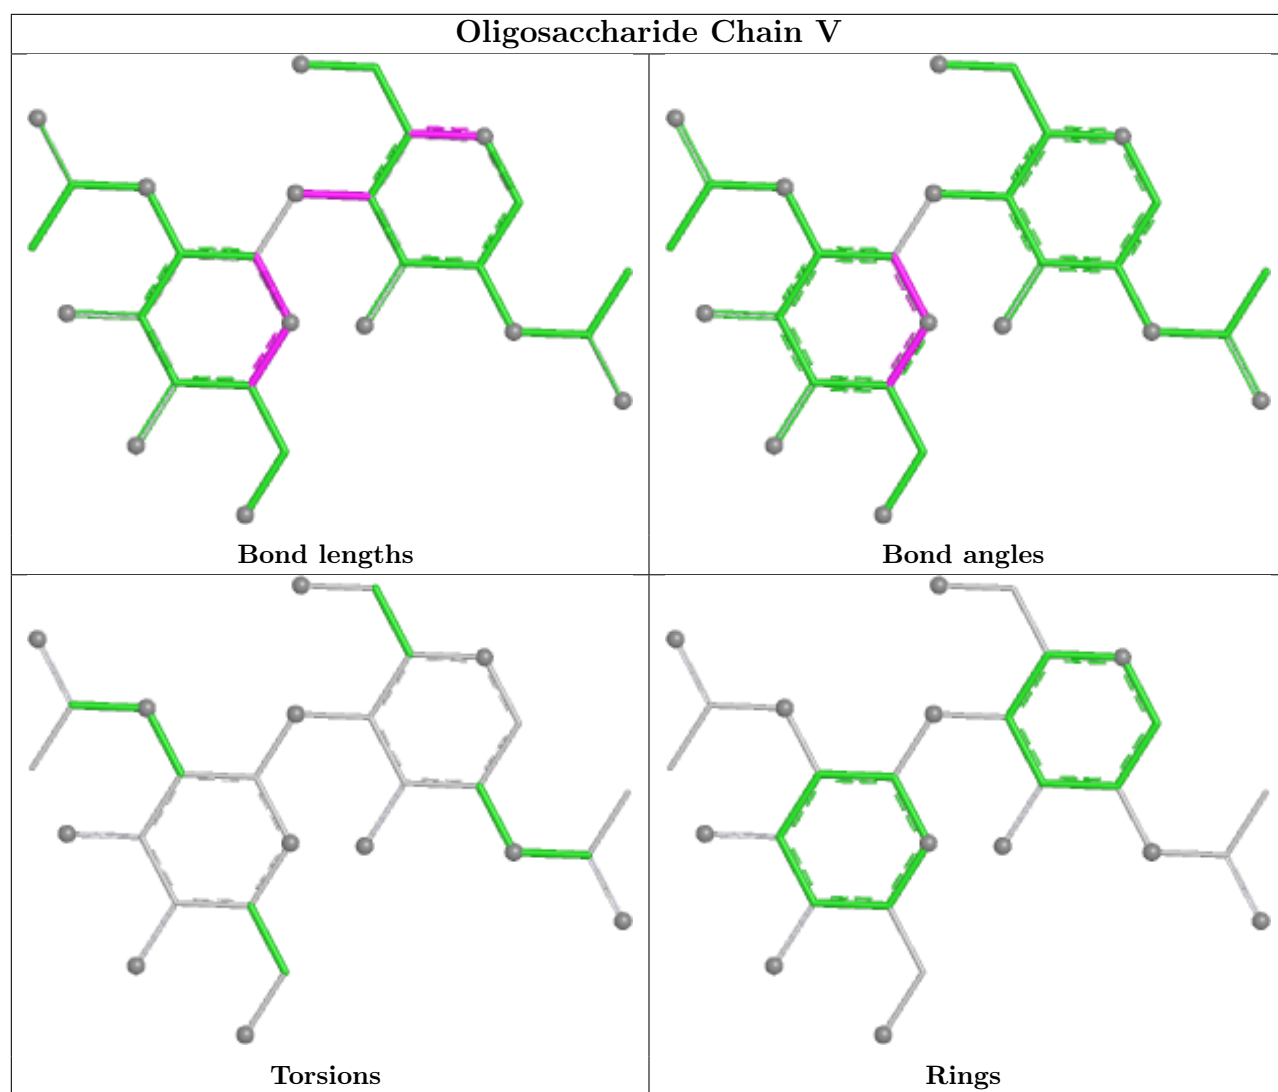 Oligosaccharide Chain V
Bond lengths
Bond angles
Torsions
Rings